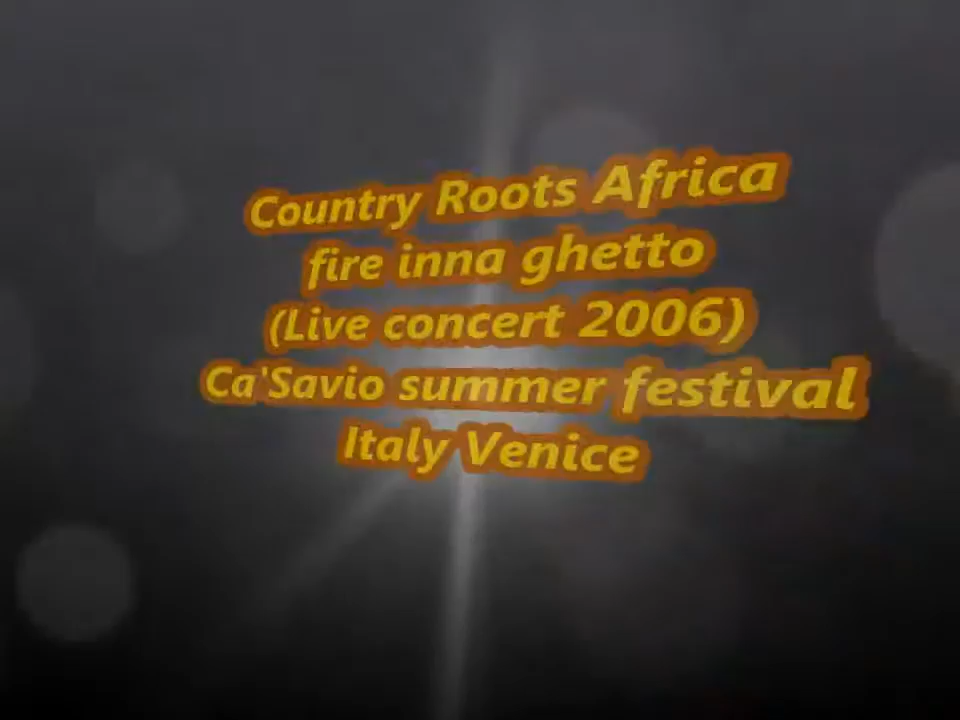 Country Roots Africa
fire inna ghetto
(Live concert 2006)
Ca'Savio summer festival
Italy Venice